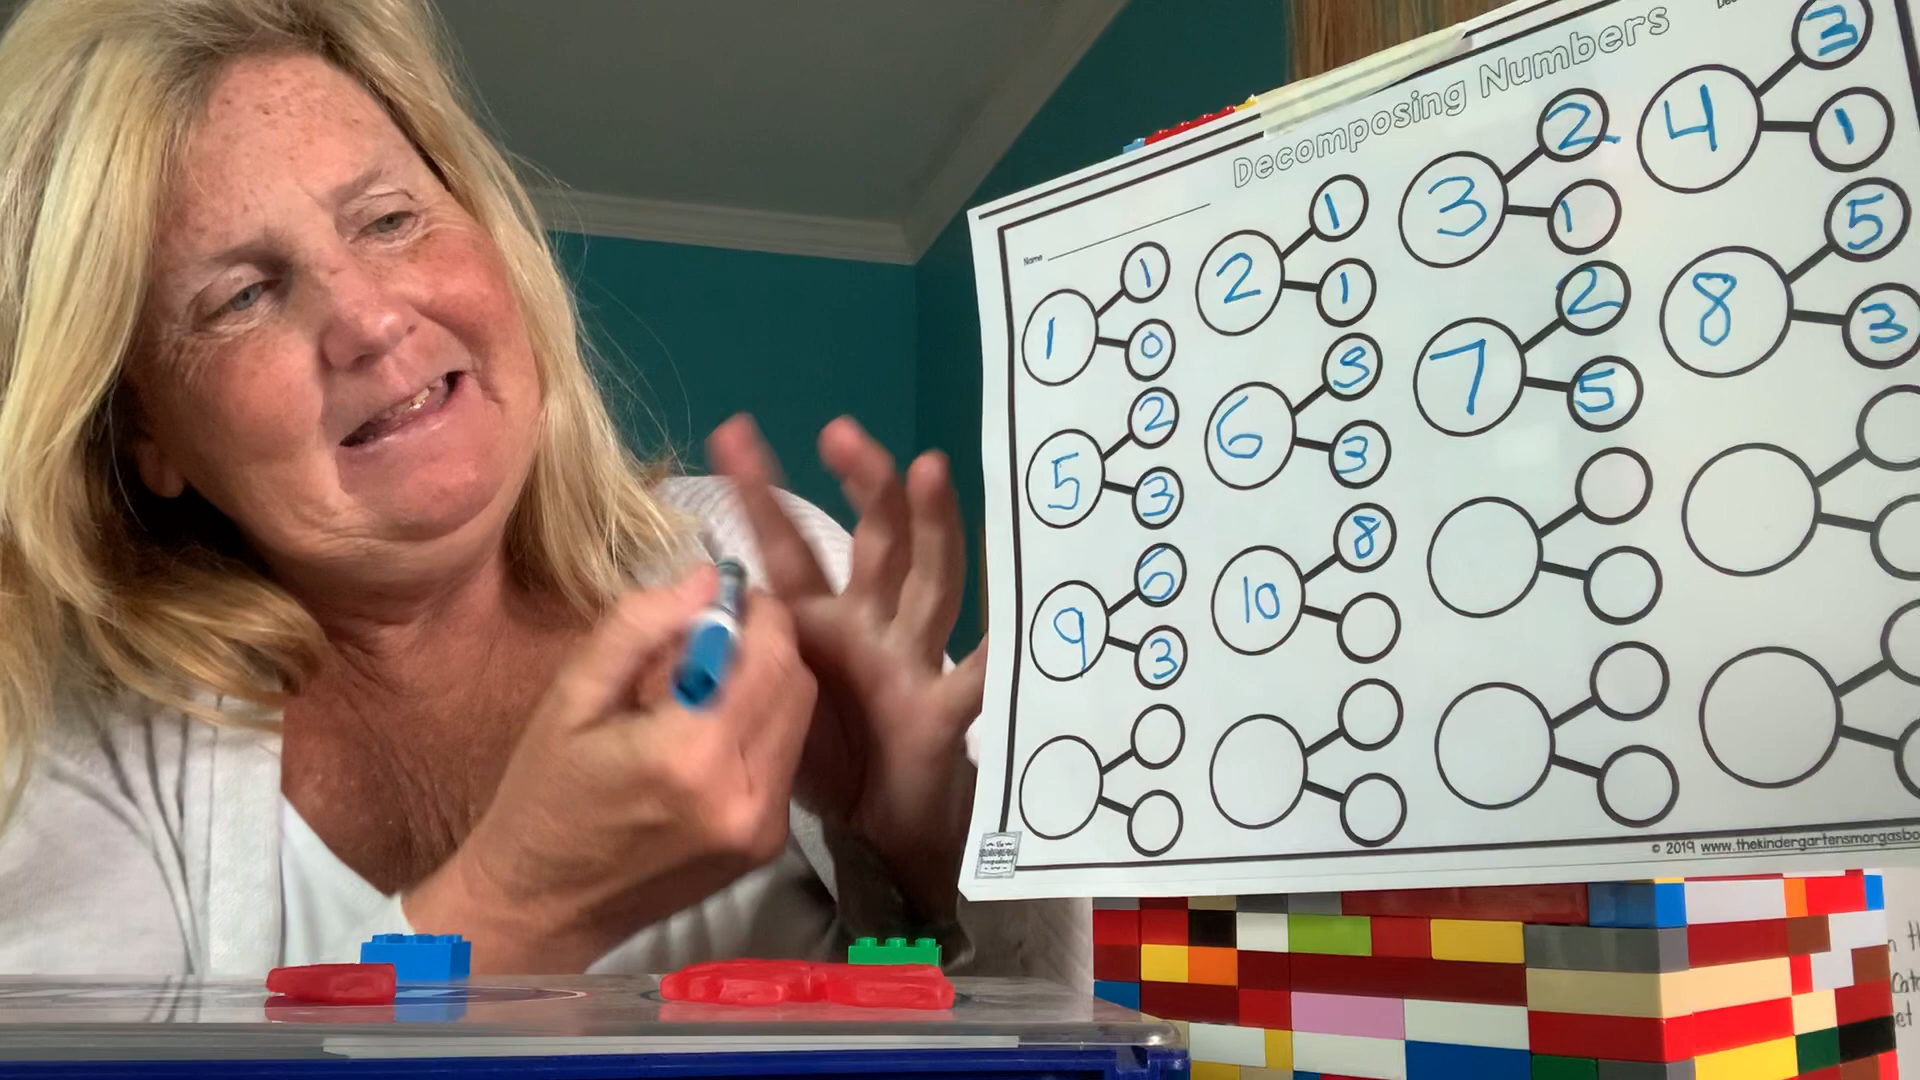 Decomposing Numbers
Name
1 1 0
2 1 1
3 2 1
4 3 1
5 2 3
6 3 3
7 2 5
8 5 3
9 6 3
10 8
© 2019 www.thekindergartensmorgasbo